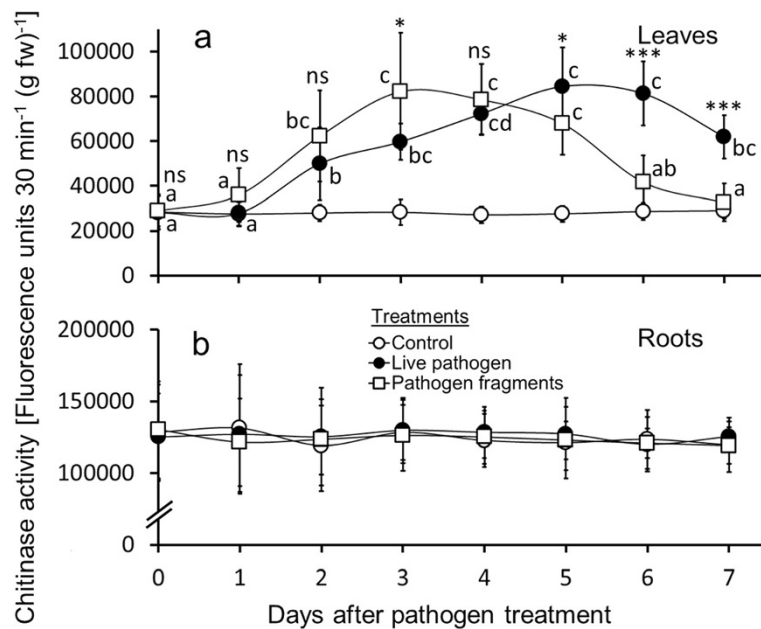 Chitinase activity [Fluorescence units 30 min⁻¹ (g fw)⁻¹
a
Leaves
100000
80000
60000
40000
20000
0
ns
ns
ns
*
ns
*
***
***
a
a
bc
c
c
c
ab
a
a
a
b
bc
cd
c
c
bc
b
Roots
200000
150000
100000
0
Treatments
Control
Live pathogen
Pathogen fragments
0 1 2 3 4 5 6 7
Days after pathogen treatment